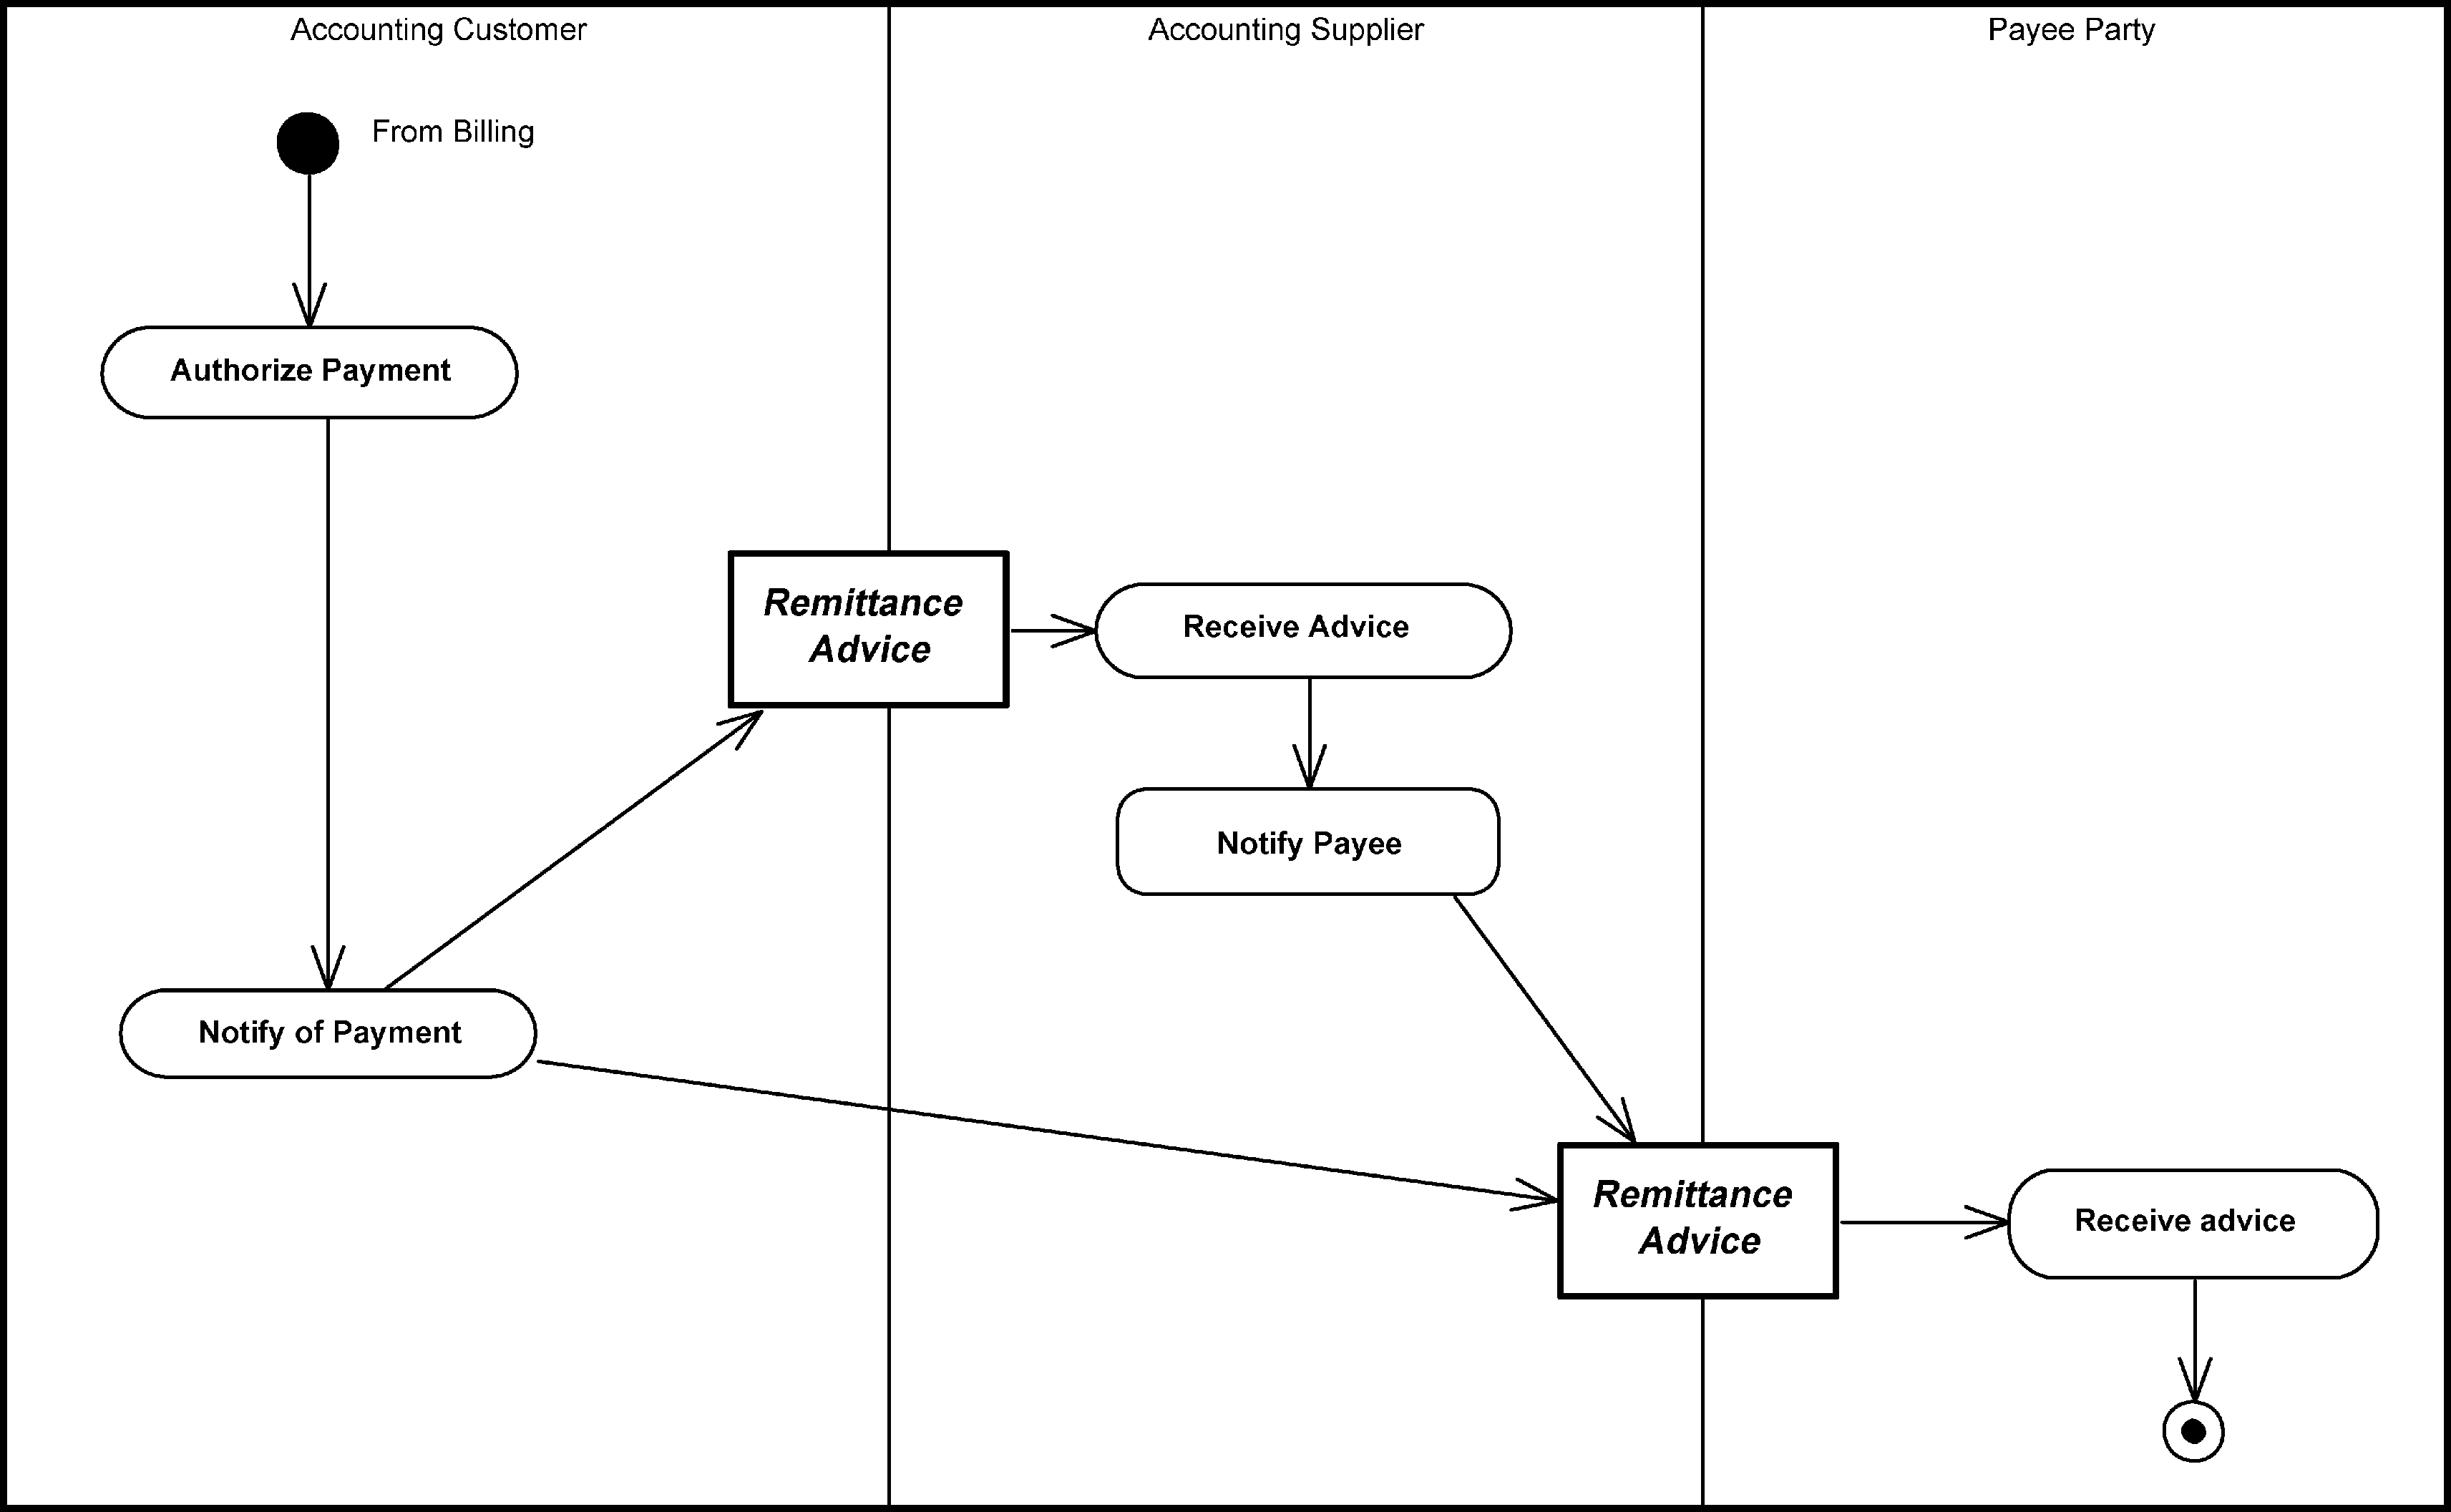 Accounting Customer
Accounting Supplier
Payee Party
From Billing
Authorize Payment
Remittance
Advice
Receive Advice
Notify Payee
Notify of Payment
Remittance
Advice
Receive advice